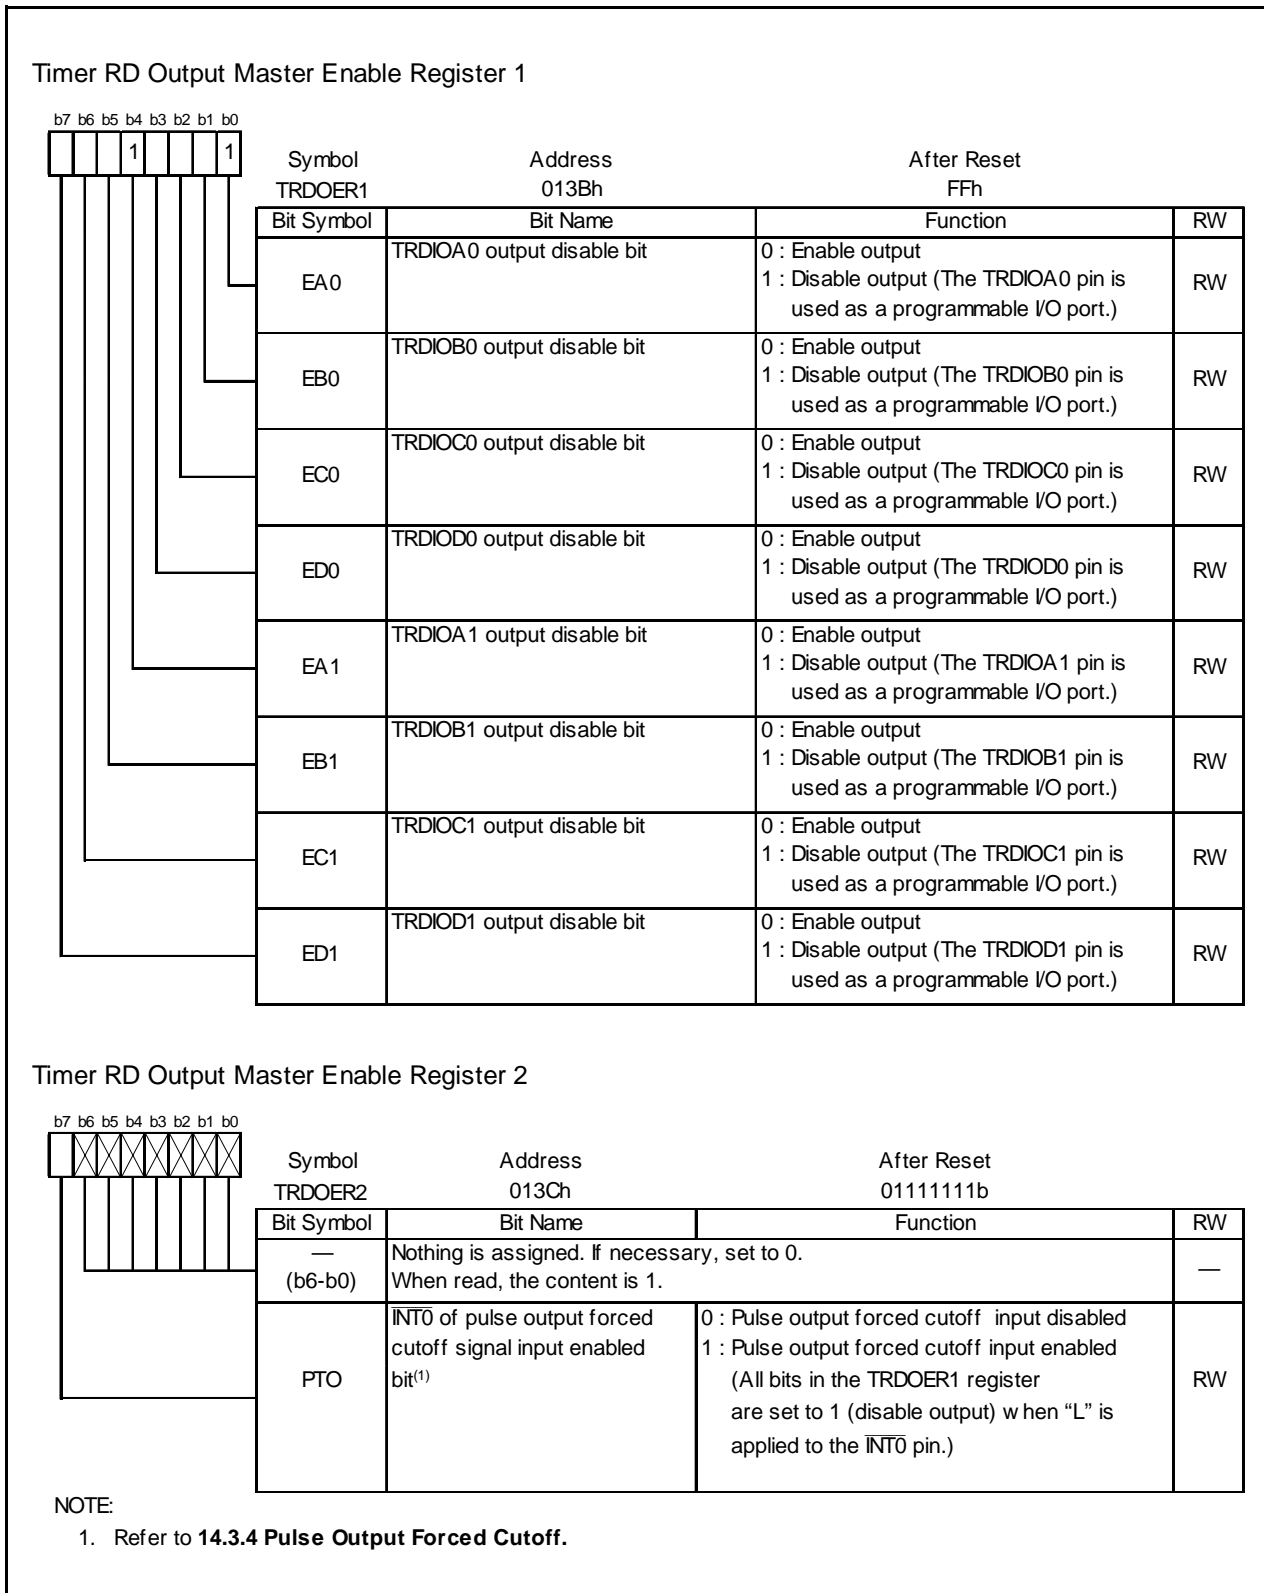 Timer RD Output Master Enable Register 1
b7 b6 b5 b4 b3 b2 b1 b0
1 1
Symbol Address After Reset
TRDOER1 013Bh FFh
Bit Symbol Bit Name Function RW
EA0 TRDIOA0 output disable bit 0 : Enable output
1 : Disable output (The TRDIOA0 pin is
used as a programmable I/O port.) RW
EB0 TRDIOB0 output disable bit 0 : Enable output
1 : Disable output (The TRDIOB0 pin is
used as a programmable I/O port.) RW
EC0 TRDIOC0 output disable bit 0 : Enable output
1 : Disable output (The TRDIOC0 pin is
used as a programmable I/O port.) RW
ED0 TRDIOD0 output disable bit 0 : Enable output
1 : Disable output (The TRDIOD0 pin is
used as a programmable I/O port.) RW
EA1 TRDIOA1 output disable bit 0 : Enable output
1 : Disable output (The TRDIOA1 pin is
used as a programmable I/O port.) RW
EB1 TRDIOB1 output disable bit 0 : Enable output
1 : Disable output (The TRDIOB1 pin is
used as a programmable I/O port.) RW
EC1 TRDIOC1 output disable bit 0 : Enable output
1 : Disable output (The TRDIOC1 pin is
used as a programmable I/O port.) RW
ED1 TRDIOD1 output disable bit 0 : Enable output
1 : Disable output (The TRDIOD1 pin is
used as a programmable I/O port.) RW
Timer RD Output Master Enable Register 2
b7 b6 b5 b4 b3 b2 b1 b0
Symbol Address After Reset
TRDOER2 013Ch 01111111b
Bit Symbol Bit Name Function RW
— Nothing is assigned. If necessary, set to 0.
(b6-b0) When read, the content is 1. —
INT0 of pulse output forced 0 : Pulse output forced cutoff input disabled
cutoff signal input enabled 1 : Pulse output forced cutoff input enabled
PTO bit(1) (All bits in the TRDOER1 register RW
are set to 1 (disable output) when “L” is
applied to the INT0 pin.)
NOTE:
1. Refer to 14.3.4 Pulse Output Forced Cutoff.